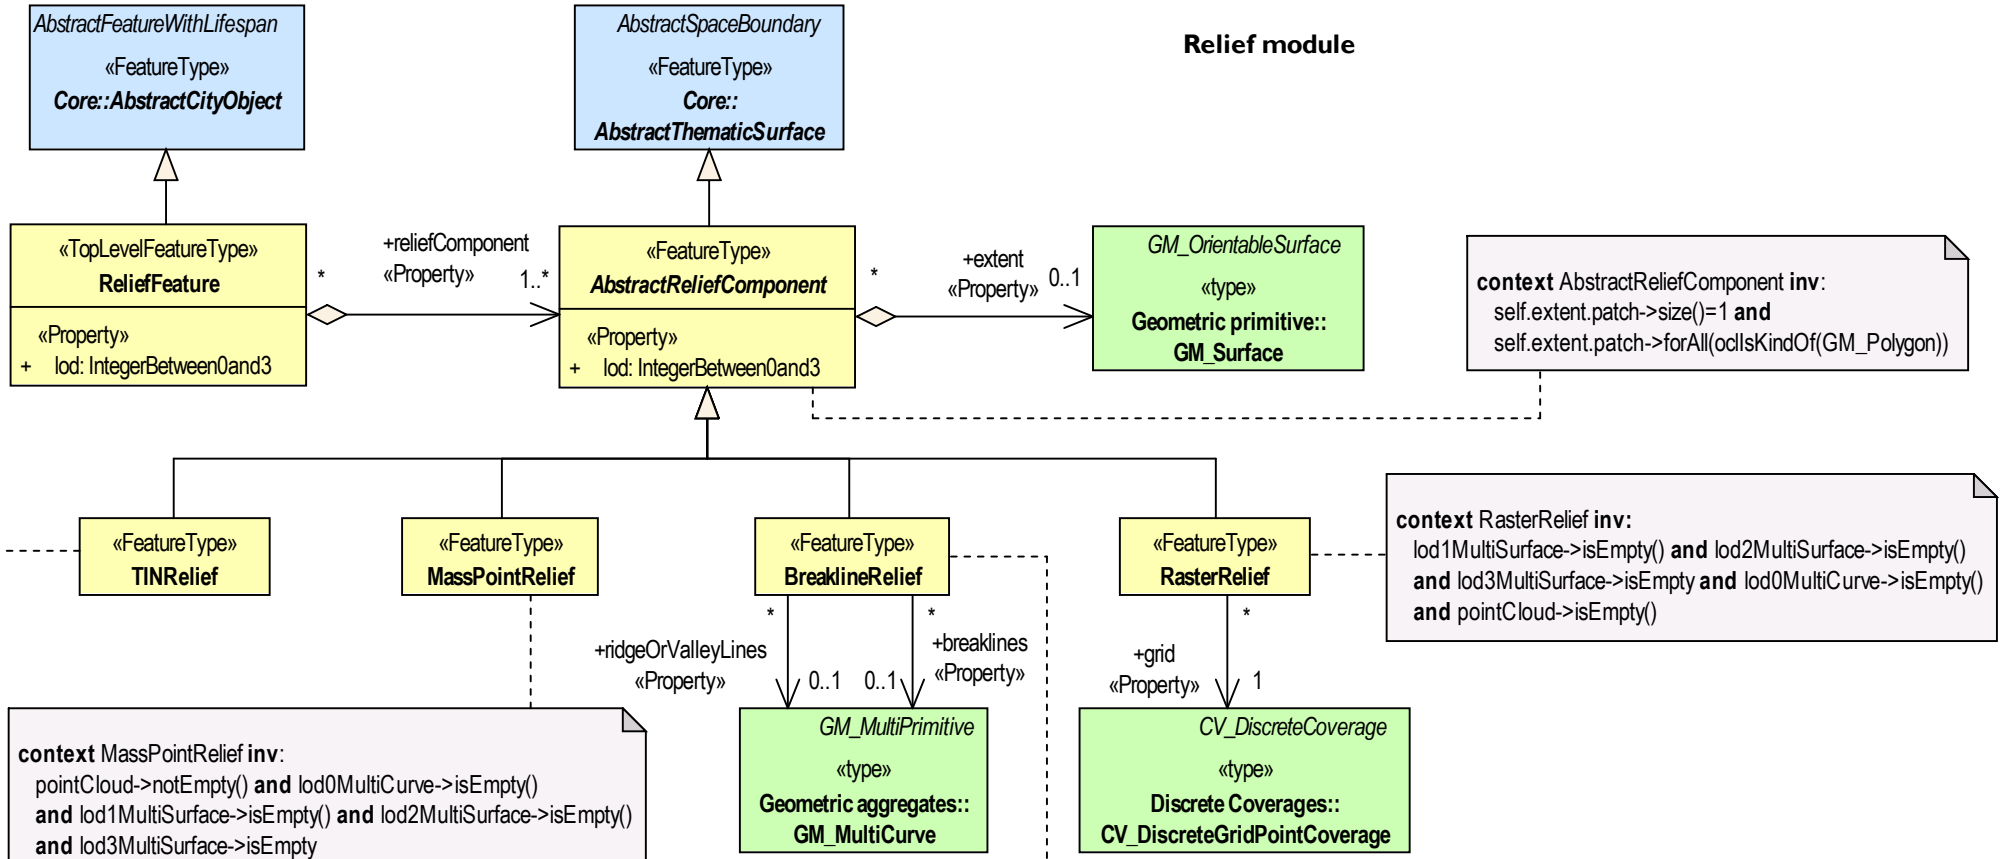 AbstractFeatureWithLifespan
«FeatureType»
Core::AbstractCityObject
AbstractSpaceBoundary
«FeatureType»
Core::
AbstractThematicSurface
Relief module
«TopLevelFeatureType»
ReliefFeature
«Property»
+ lod: IntegerBetween0and3
*
+reliefComponent
«Property»
1..*
«FeatureType»
AbstractReliefComponent
«Property»
+ lod: IntegerBetween0and3
*
+extent
«Property»
0..1
GM_OrientableSurface
«type»
Geometric primitive::
GM_Surface
context AbstractReliefComponent inv:
self.extent.patch->size()=1 and
self.extent.patch->forAll(oclIsKindOf(GM_Polygon))
«FeatureType»
TINRelief
«FeatureType»
MassPointRelief
«FeatureType»
BreaklineRelief
«FeatureType»
RasterRelief
context RasterRelief inv:
lod1MultiSurface->isEmpty() and lod2MultiSurface->isEmpty()
and lod3MultiSurface->isEmpty and lod0MultiCurve->isEmpty()
and pointCloud->isEmpty()
*
+ridgeOrValleyLines
«Property»
0..1
*
+breaklines
«Property»
0..1
*
+grid
«Property»
1
context MassPointRelief inv:
pointCloud->notEmpty() and lod0MultiCurve->isEmpty()
and lod1MultiSurface->isEmpty() and lod2MultiSurface->isEmpty()
and lod3MultiSurface->isEmpty
GM_MultiPrimitive
«type»
Geometric aggregates::
GM_MultiCurve
CV_DiscreteCoverage
«type»
Discrete Coverages::
CV_DiscreteGridPointCoverage